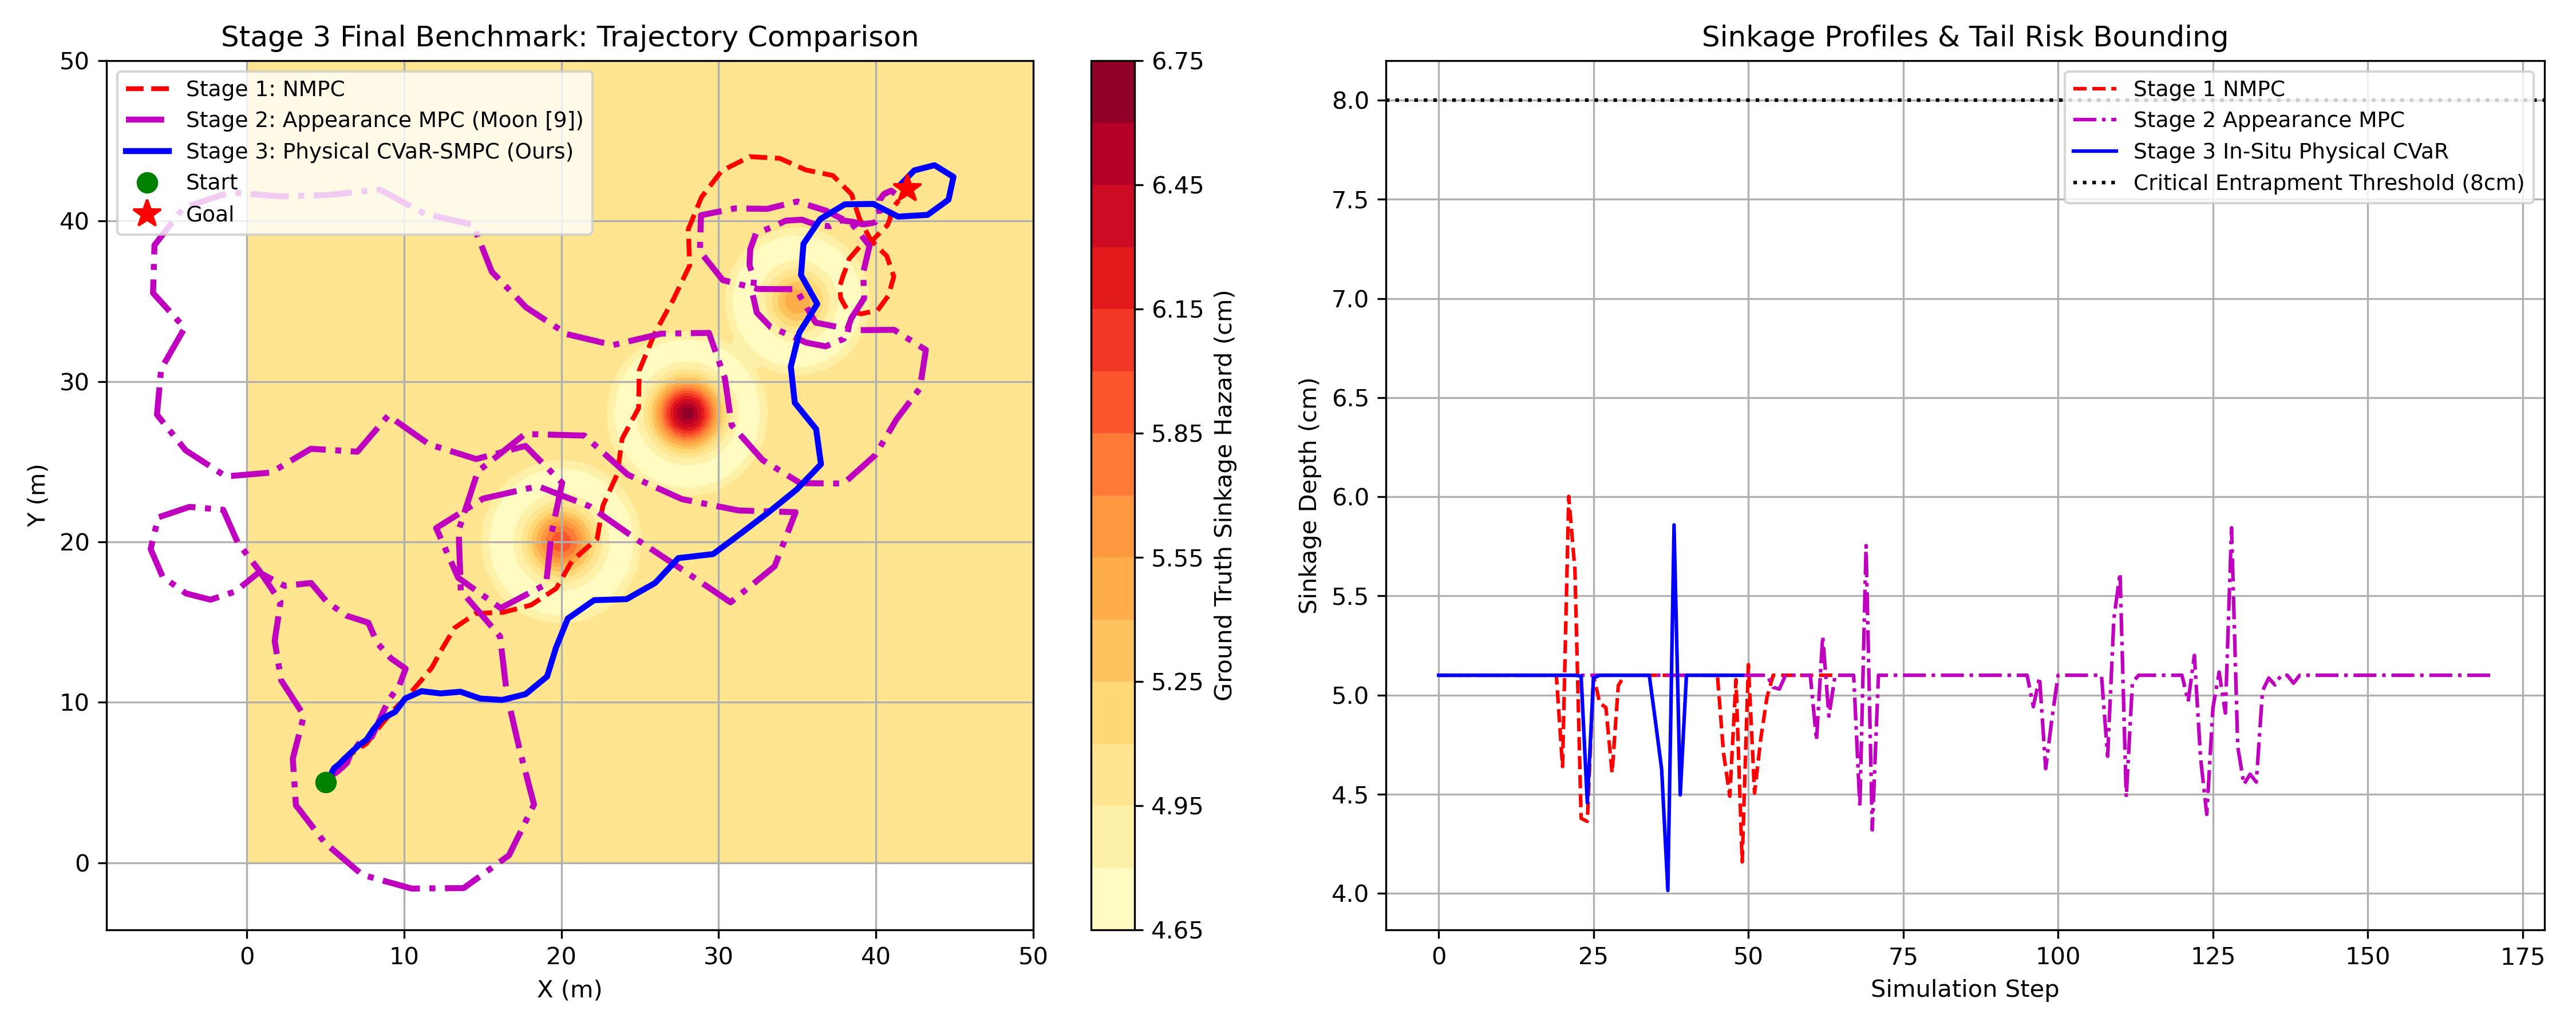 Stage 3 Final Benchmark: Trajectory Comparison
Stage 1: NMPC
Stage 2: Appearance MPC (Moon [9])
Stage 3: Physical CVaR-SMPC (Ours)
Start
Goal
50
40
30
20
10
0
Y (m)
0
10
20
30
40
50
X (m)
6.75
6.45
6.15
5.85
5.55
5.25
4.95
4.65
Ground Truth Sinkage Hazard (cm)
Sinkage Profiles & Tail Risk Bounding
Stage 1 NMPC
Stage 2 Appearance MPC
Stage 3 In-Situ Physical CVaR
Critical Entrapment Threshold (8cm)
8.0
7.5
7.0
6.5
6.0
5.5
5.0
4.5
4.0
Sinkage Depth (cm)
0
25
50
75
100
125
150
175
Simulation Step